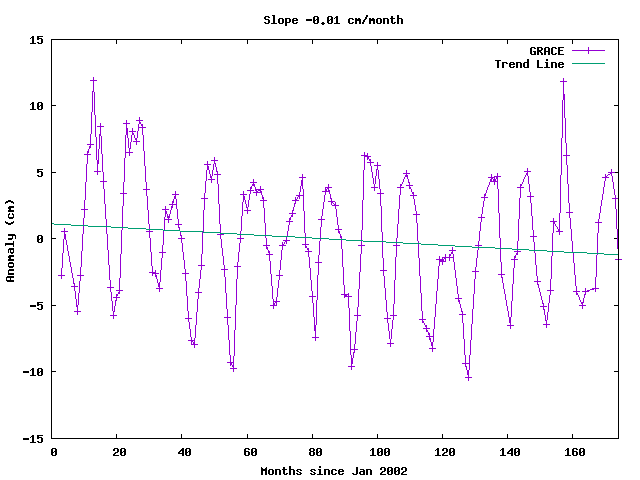 Slope -0.01 cm/month
GRACE
Trend Line
15
10
5
0
-5
-10
-15
Anomaly (cm)
0 20 40 60 80 100 120 140 160
Months since Jan 2002